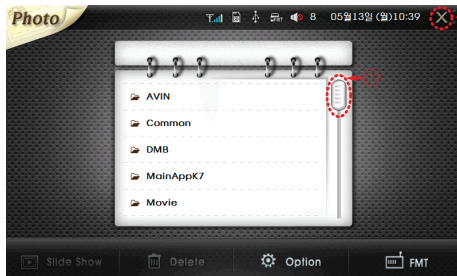 Photo
8 05월13일 (월)10:39
①
AVIN
Common
DMB
MainAppK7
Movie
Slide Show Delete Option FMT